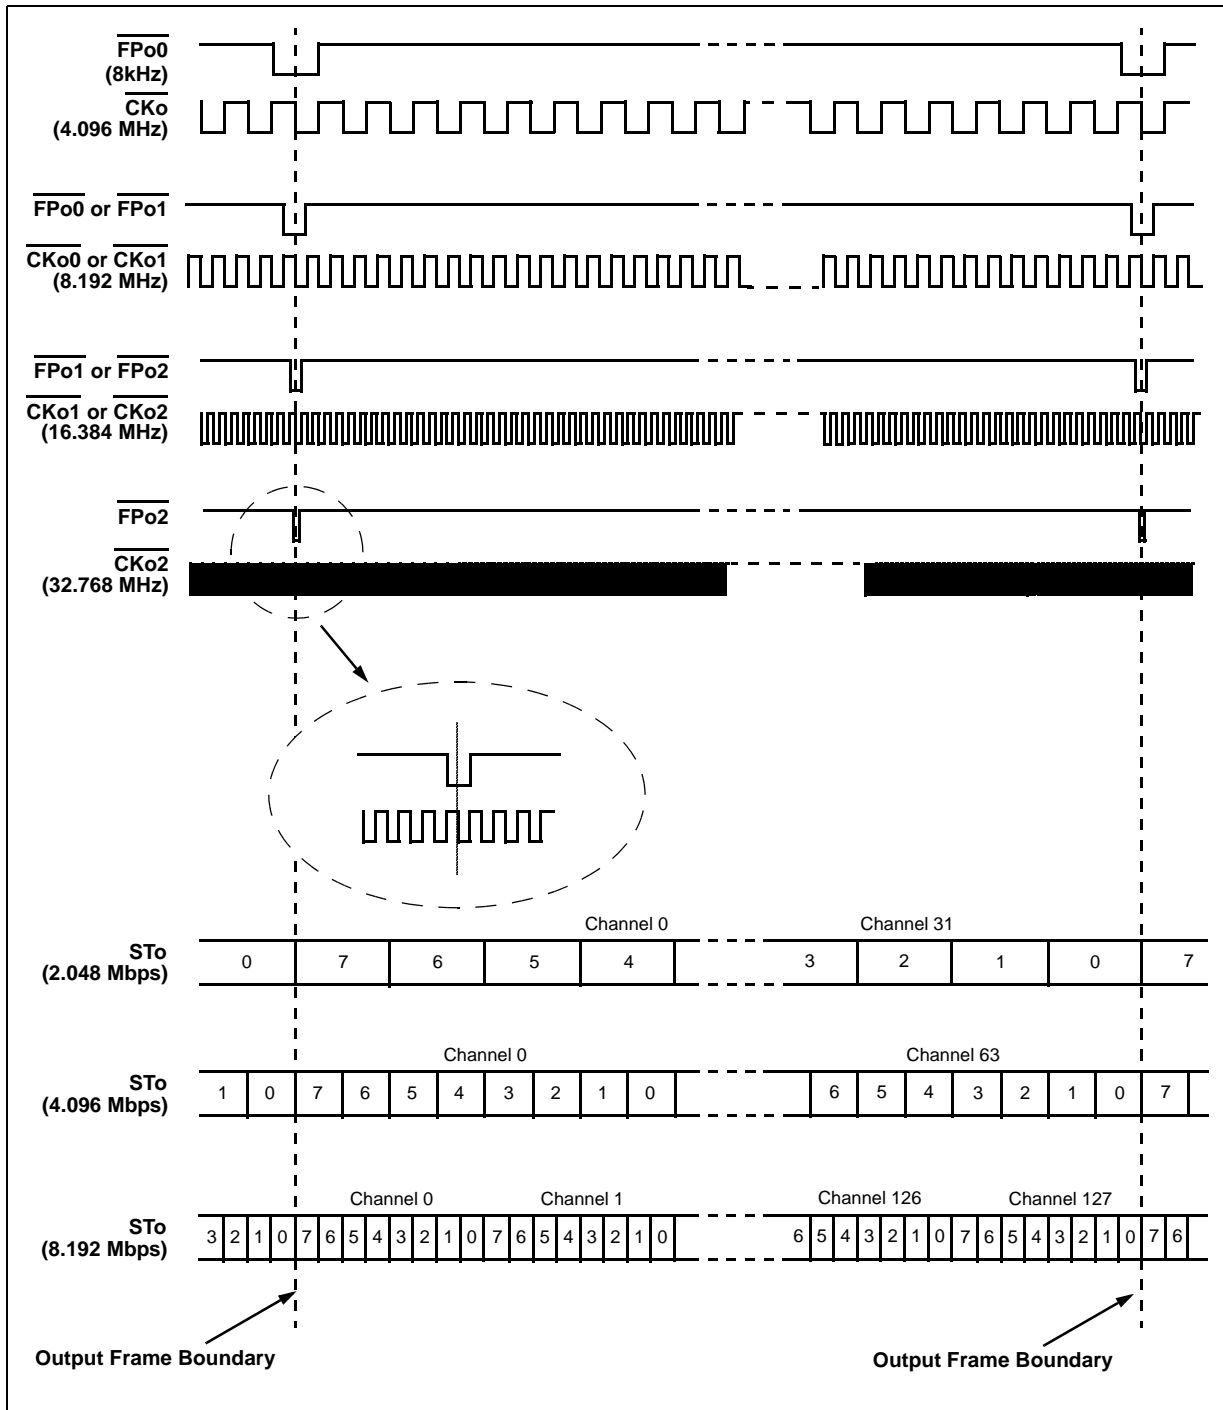 FPo0
(8kHz)
CKo
(4.096 MHz)
FPo0 or FPo1
CKo0 or CKo1
(8.192 MHz)
FPo1 or FPo2
CKo1 or CKo2
(16.384 MHz)
FPo2
CKo2
(32.768 MHz)
Channel 0 Channel 31
STo
(2.048 Mbps)
0 7 6 5 4 3 2 1 0 7
Channel 0 Channel 63
STo
(4.096 Mbps)
1 0 7 6 5 4 3 2 1 0 6 5 4 3 2 1 0 7
Channel 0 Channel 1 Channel 126 Channel 127
STo
(8.192 Mbps)
3 2 1 0 7 6 5 4 3 2 1 0 7 6 5 4 3 2 1 0 6 5 4 3 2 1 0 7 6 5 4 3 2 1 0 7 6
Output Frame Boundary Output Frame Boundary